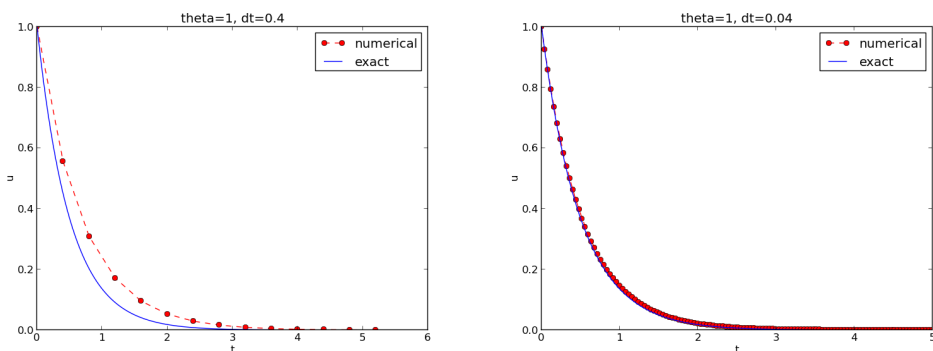 theta=1, dt=0.4
1.0
numerical
exact
0.8
0.6
u
0.4
0.2
0.0
0 1 2 3 4 5 6
t
theta=1, dt=0.04
1.0
numerical
exact
0.8
0.6
u
0.4
0.2
0.0
0 1 2 3 4 5
t